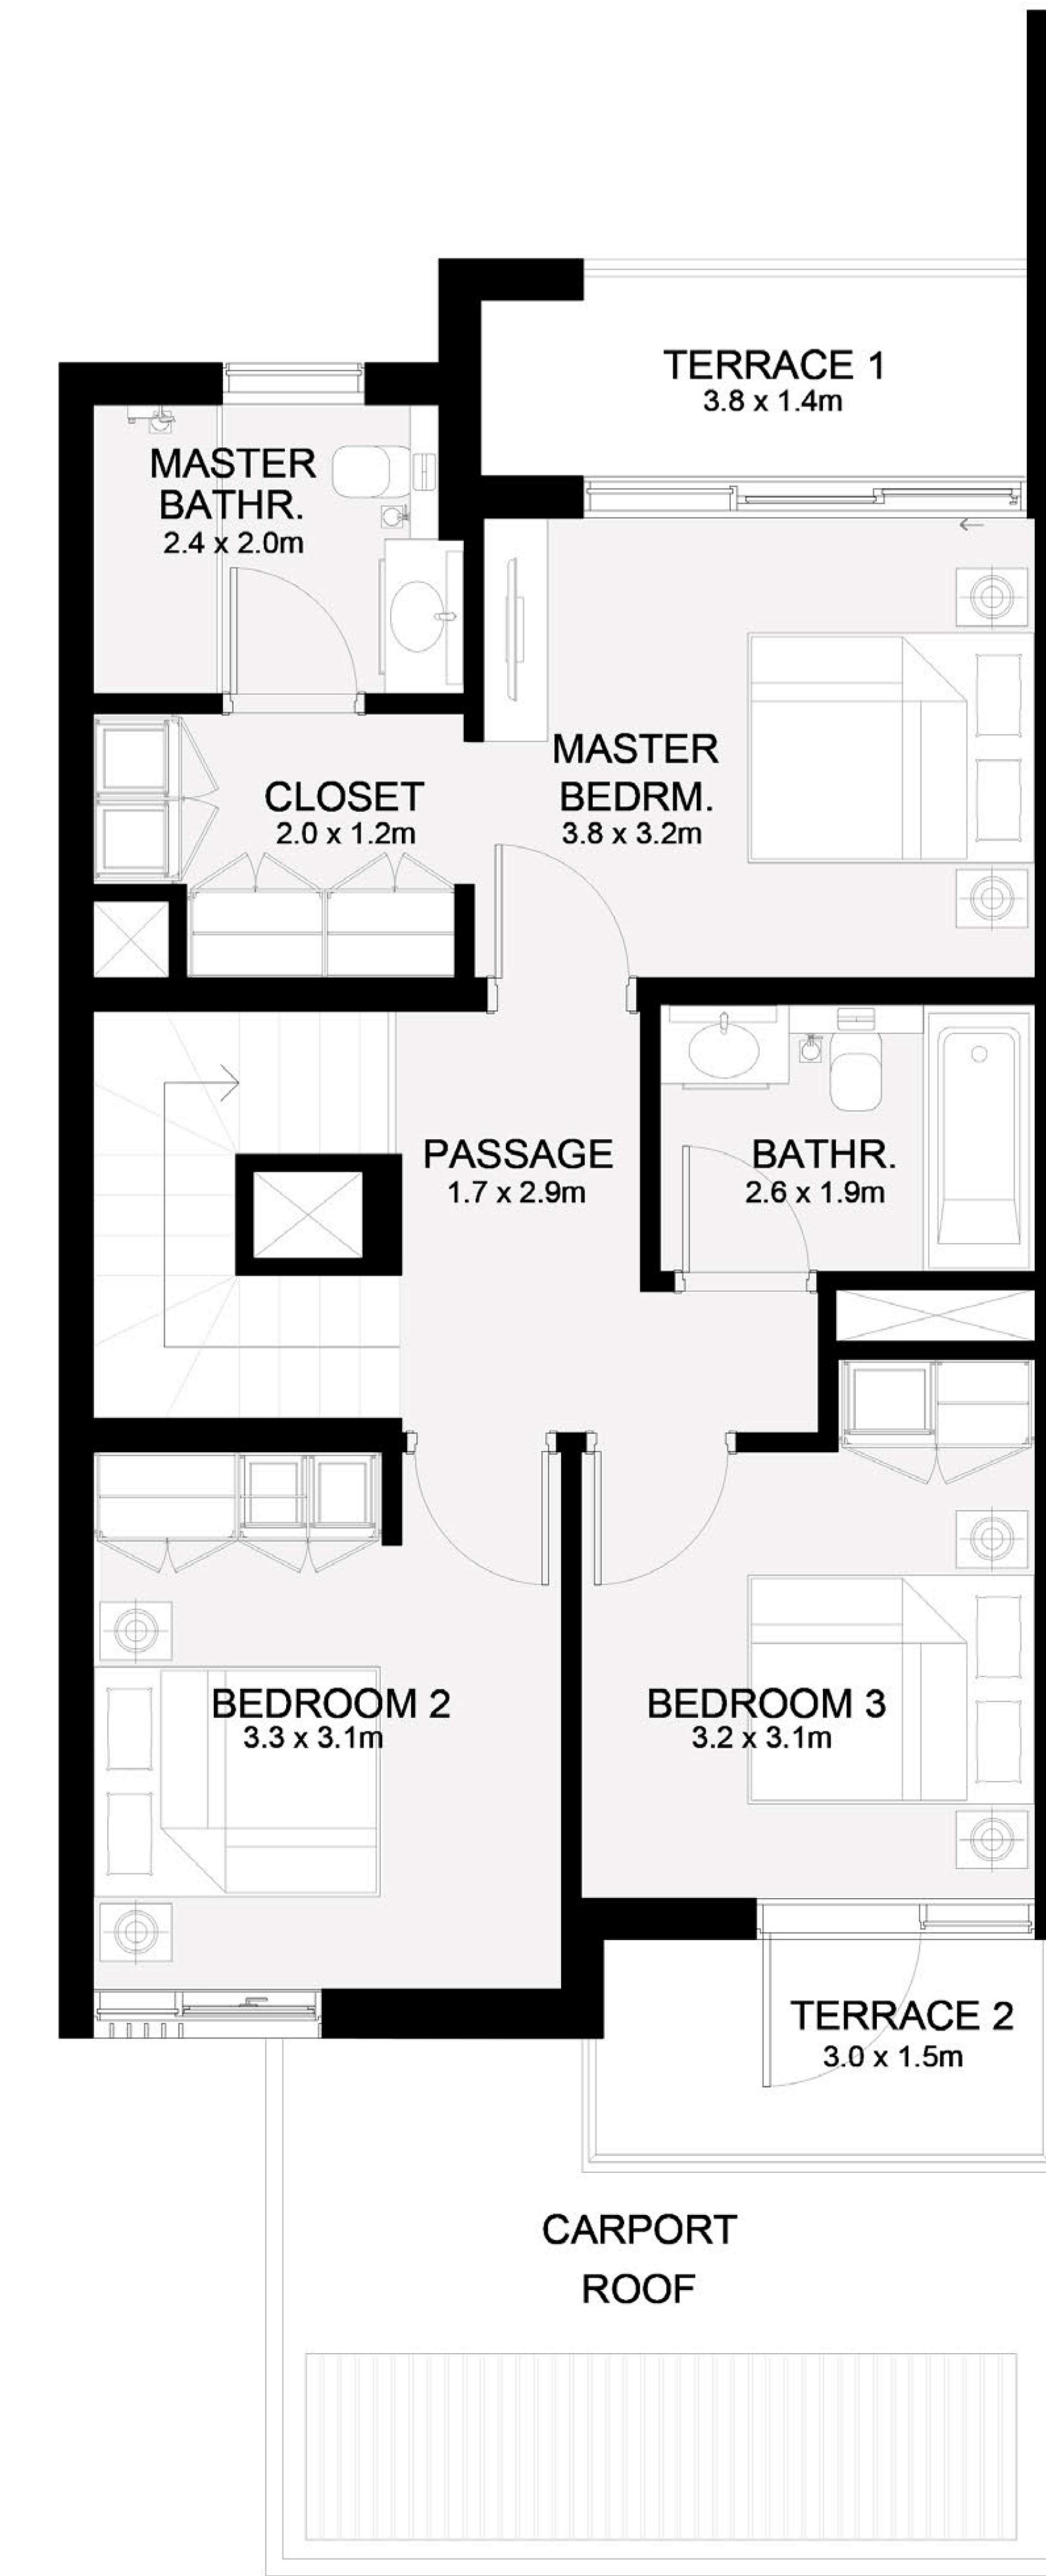 TERRACE 1
3.8 x 1.4m
MASTER
BATHR.
2.4 x 2.0m
MASTER
BEDRM.
3.8 x 3.2m
CLOSET
2.0 x 1.2m
PASSAGE
1.7 x 2.9m
BATHR.
2.6 x 1.9m
BEDROOM 2
3.3 x 3.1m
BEDROOM 3
3.2 x 3.1m
TERRACE 2
3.0 x 1.5m
CARPORT
ROOF